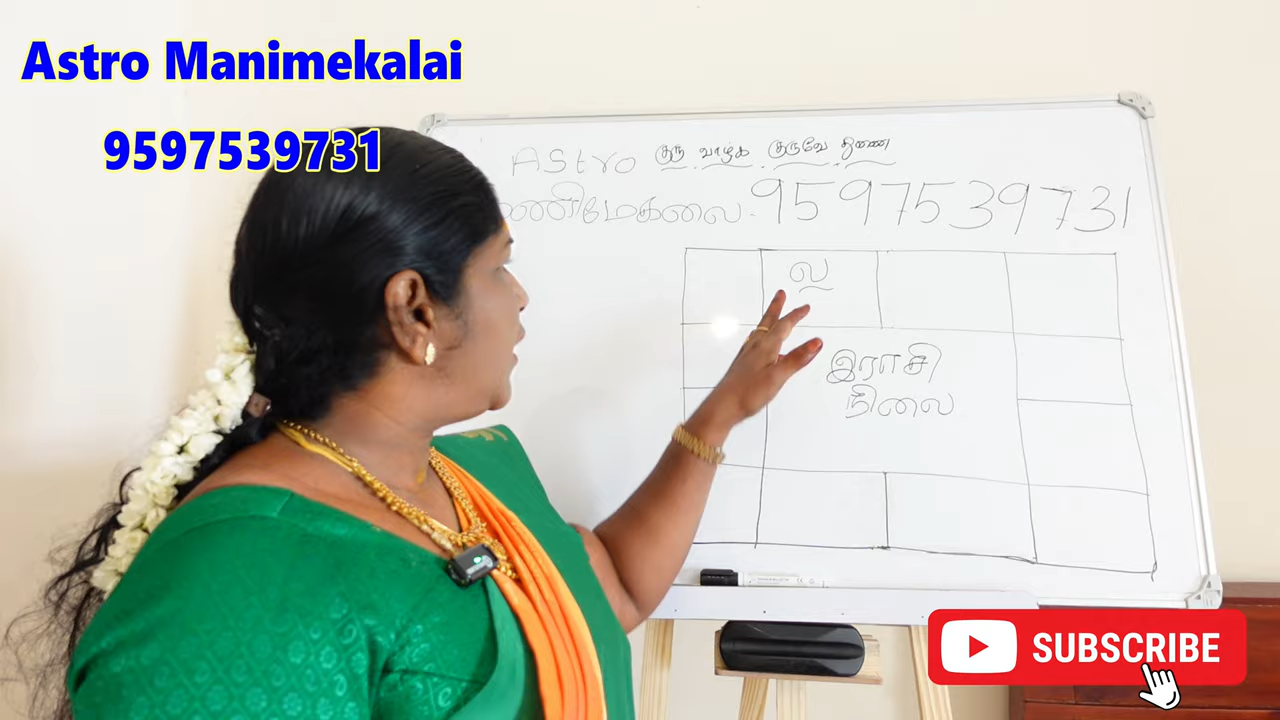 Astro Manimekalai
9597539731
Astro குரு வாழ்க குருவே துணை
மணிமேகலை. 9597539731
ல
இராசி
நிலை
SUBSCRIBE